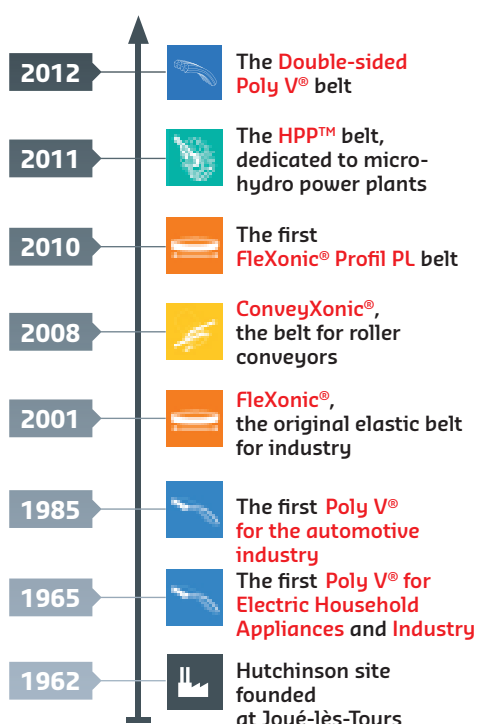 2012
The Double-sided
Poly V® belt
2011
The HPP™ belt,
dedicated to micro-
hydro power plants
2010
The first
FleXonic® Profil PL belt
2008
ConveyXonic®,
the belt for roller
conveyors
2001
FleXonic®,
the original elastic belt
for industry
1985
The first Poly V®
for the automotive
industry
1965
The first Poly V® for
Electric Household
Appliances and Industry
1962
Hutchinson site
founded
at Joué-lès-Tours